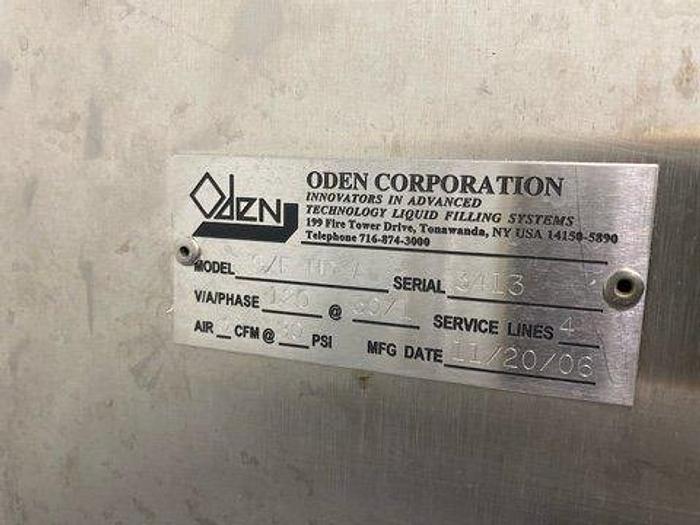 Oden
ODEN CORPORATION
INNOVATORS IN ADVANCED
TECHNOLOGY LIQUID FILLING SYSTEMS
199 Fire Tower Drive, Tonawanda, NY USA 14150-5890
Telephone 716-874-3000
MODEL SERIAL 3413
V/A/PHASE 120 @ SERVICE LINES 4
AIR CFM @ PSI MFG DATE 11/20/06